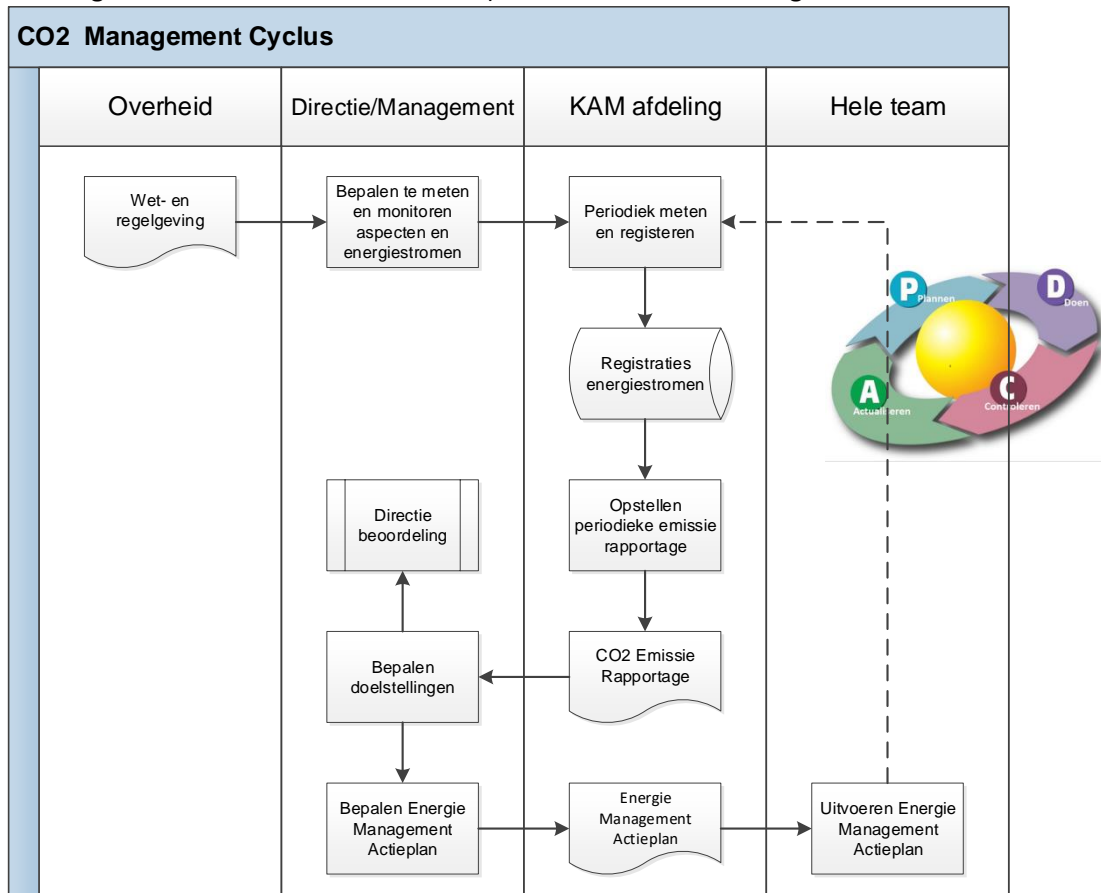 CO2 Management Cyclus
Overheid
Directie/Management
KAM afdeling
Hele team
Wet- en
regelgeving
Bepalen te meten
en monitoren
aspecten en
energiestromen
Periodiek meten
en registeren
P
Plannen
D
Doen
Registraties
energiestromen
A
Actualiseren
C
Controleren
Directie
beoordeling
Opstellen
periodieke emissie
rapportage
Bepalen
doelstellingen
CO2 Emissie
Rapportage
Bepalen Energie
Management
Actieplan
Energie
Management
Actieplan
Uitvoeren Energie
Management
Actieplan